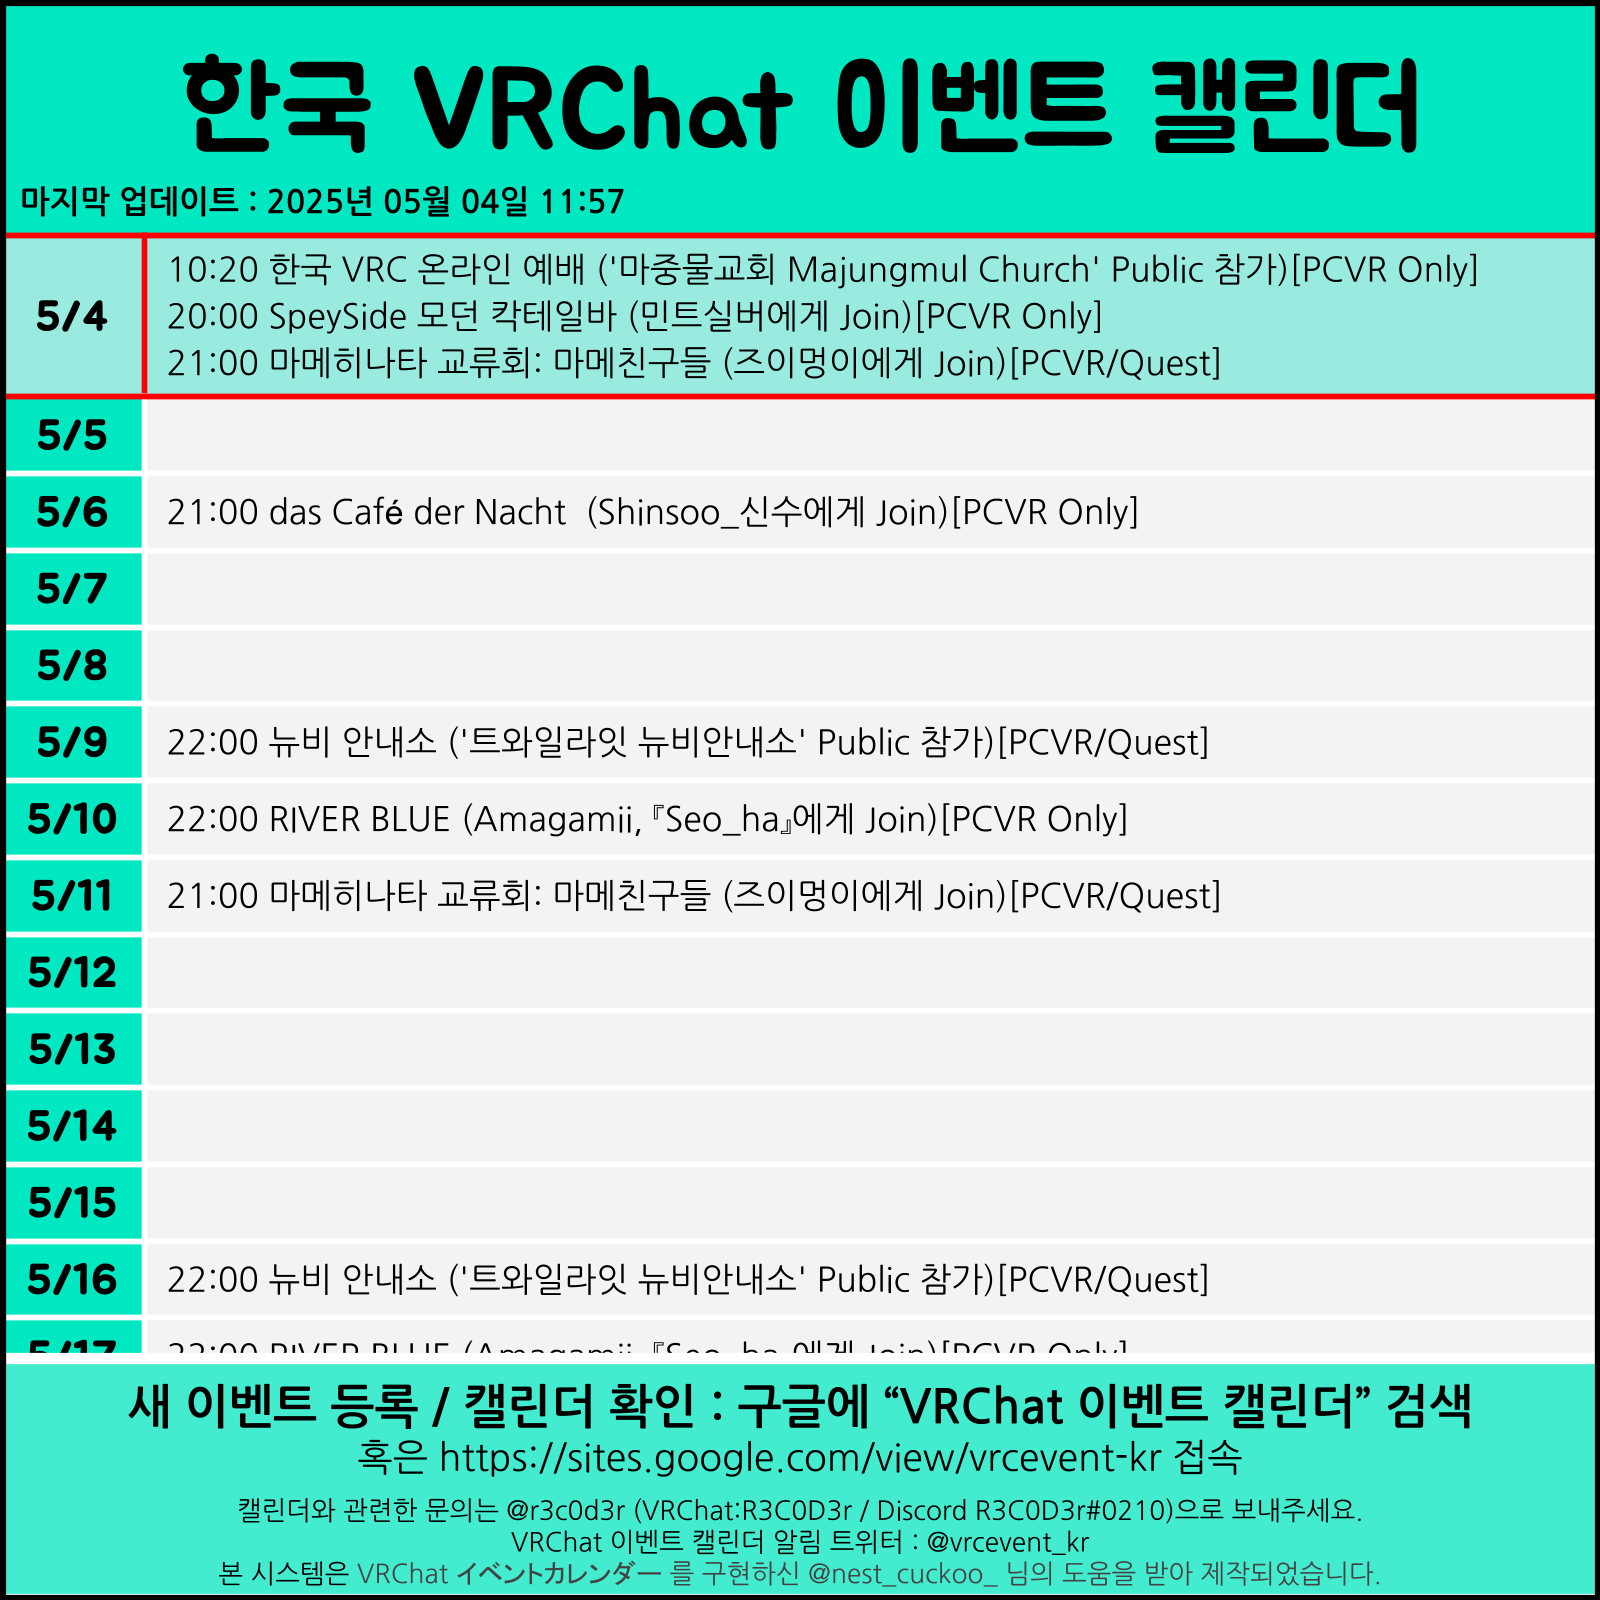 한국 VRChat 이벤트 캘린더
마지막 업데이트 : 2025년 05월 04일 11:57
5/4
10:20 한국 VRC 온라인 예배 ('마중물교회 Majungmul Church' Public 참가)[PCVR Only]
20:00 SpeySide 모던 칵테일바 (민트실버에게 Join)[PCVR Only]
21:00 마메히나타 교류회: 마메친구들 (즈이멍이에게 Join)[PCVR/Quest]
5/5
5/6
21:00 das Café der Nacht  (Shinsoo_신수에게 Join)[PCVR Only]
5/7
5/8
5/9
22:00 뉴비 안내소 ('트와일라잇 뉴비안내소' Public 참가)[PCVR/Quest]
5/10
22:00 RIVER BLUE (Amagamii,『Seo_ha』에게 Join)[PCVR Only]
5/11
21:00 마메히나타 교류회: 마메친구들 (즈이멍이에게 Join)[PCVR/Quest]
5/12
5/13
5/14
5/15
5/16
22:00 뉴비 안내소 ('트와일라잇 뉴비안내소' Public 참가)[PCVR/Quest]
5/17
22:00 RIVER BLUE (Amagamii,『Seo_ha』에게 Join)[PCVR Only]
새 이벤트 등록 / 캘린더 확인 : 구글에 “VRChat 이벤트 캘린더” 검색
혹은 https://sites.google.com/view/vrcevent-kr 접속
캘린더와 관련한 문의는 @r3c0d3r (VRChat:R3C0D3r / Discord R3C0D3r#0210)으로 보내주세요.
VRChat 이벤트 캘린더 알림 트위터 : @vrcevent_kr
본 시스템은 VRChat イベントカレンダー 를 구현하신 @nest_cuckoo_ 님의 도움을 받아 제작되었습니다.